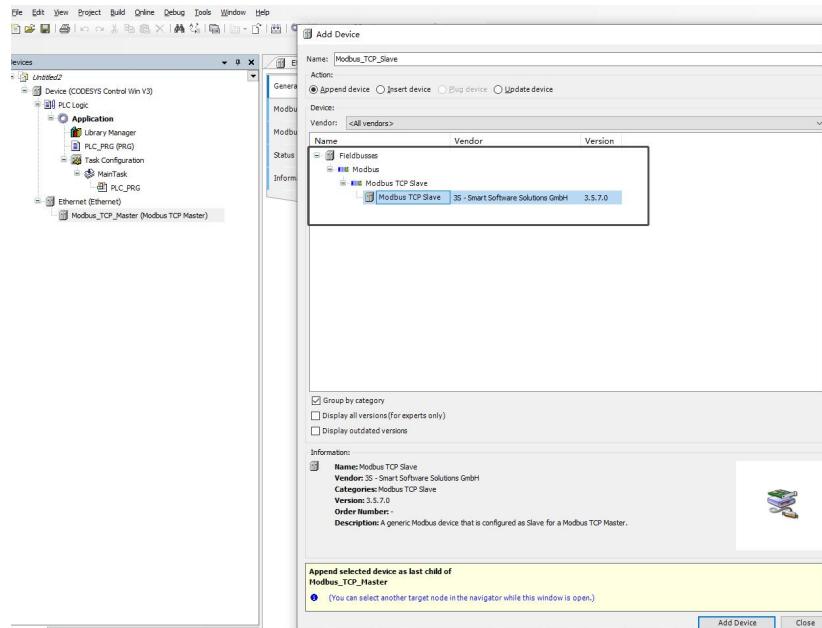 File Edit View Project Build Online Debug Tools Window Help
Devices
Untitled2
Device (CODESYS Control Win V3)
PLC Logic
Application
Library Manager
PLC_PRG (PRG)
Task Configuration
MainTask
PLC_PRG
Ethernet (Ethernet)
Modbus_TCP_Master (Modbus TCP Master)
Genera
Modbu
Modbu
Status
Inform
Add Device
Name: Modbus_TCP_Slave
Action:
Append device Insert device Plug device Update device
Device:
Vendor: <All vendors>
Name Vendor Version
Fieldbusses
Modbus
Modbus TCP Slave
Modbus TCP Slave 3S - Smart Software Solutions GmbH 3.5.7.0
Group by category
Display all versions (for experts only)
Display outdated versions
Information:
Name: Modbus TCP Slave
Vendor: 3S - Smart Software Solutions GmbH
Categories: Modbus TCP Slave
Version: 3.5.7.0
Order Number: -
Description: A generic Modbus device that is configured as Slave for a Modbus TCP Master.
Append selected device as last child of
Modbus_TCP_Master
(You can select another target node in the navigator while this window is open.)
Add Device Close